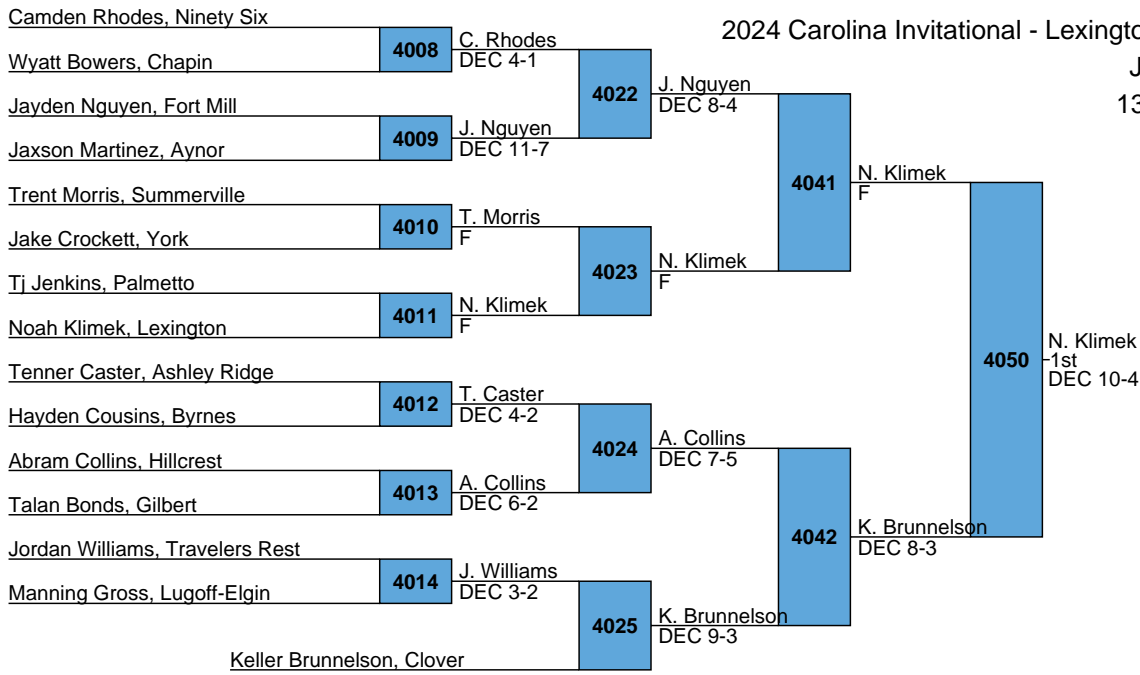 Camden Rhodes, Ninety Six
2024 Carolina Invitational - Lexingto
4008
C. Rhodes
DEC 4-1
Wyatt Bowers, Chapin
J
4022
J. Nguyen
DEC 8-4
13
Jayden Nguyen, Fort Mill
4009
J. Nguyen
DEC 11-7
Jaxson Martinez, Aynor
4041
N. Klimek
F
Trent Morris, Summerville
4010
T. Morris
F
Jake Crockett, York
4023
N. Klimek
F
Tj Jenkins, Palmetto
4011
N. Klimek
F
Noah Klimek, Lexington
4050
N. Klimek
1st
DEC 10-4
Tenner Caster, Ashley Ridge
4012
T. Caster
DEC 4-2
Hayden Cousins, Byrnes
4024
A. Collins
DEC 7-5
Abram Collins, Hillcrest
4013
A. Collins
DEC 6-2
Talan Bonds, Gilbert
4042
K. Brunnelson
DEC 8-3
Jordan Williams, Travelers Rest
4014
J. Williams
DEC 3-2
Manning Gross, Lugoff-Elgin
4025
K. Brunnelson
DEC 9-3
Keller Brunnelson, Clover